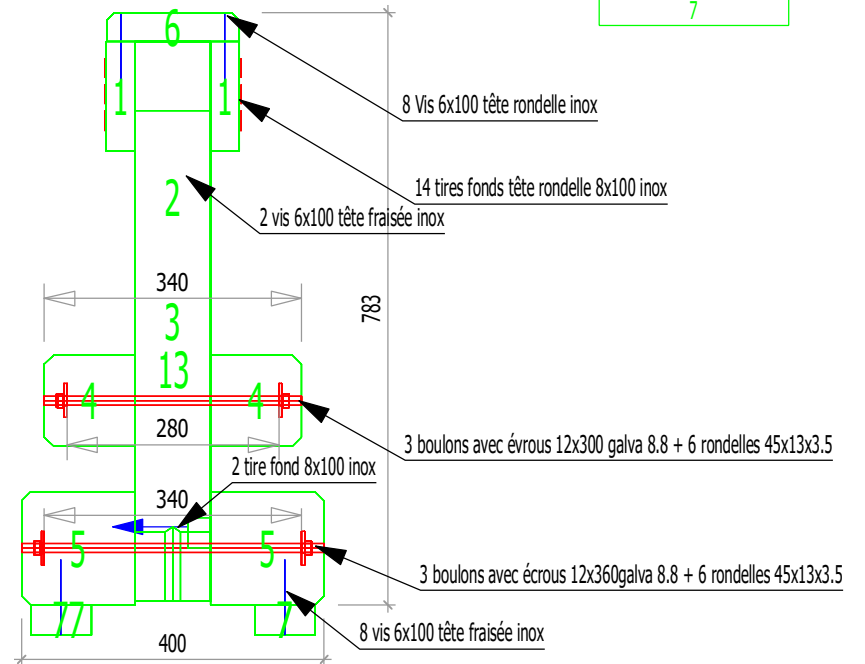 7
6
1 1
8 Vis 6x100 tête rondelle inox
14 tires fonds tête rondelle 8x100 inox
2
2 vis 6x100 tête fraisée inox
340
783
3
13
4 4
280
3 boulons avec évrous 12x300 galva 8.8 + 6 rondelles 45x13x3.5
2 tire fond 8x100 inox
340
5 5
3 boulons avec écrous 12x360galva 8.8 + 6 rondelles 45x13x3.5
77 7
8 vis 6x100 tête fraisée inox
400